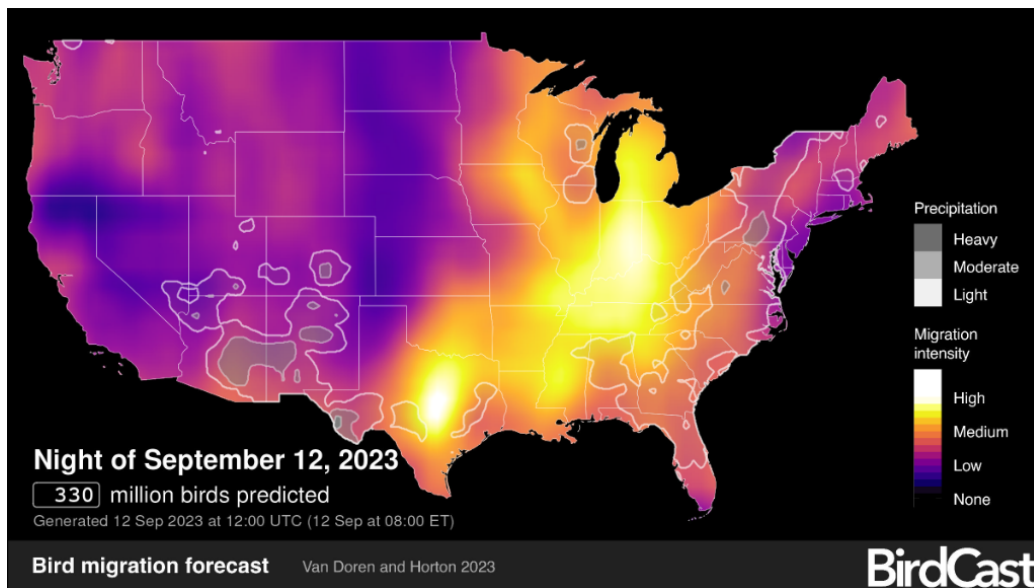 Precipitation
Heavy
Moderate
Light
Migration
intensity
High
Medium
Low
None
Night of September 12, 2023
330 million birds predicted
Generated 12 Sep 2023 at 12:00 UTC (12 Sep at 08:00 ET)
Bird migration forecast Van Doren and Horton 2023 BirdCast